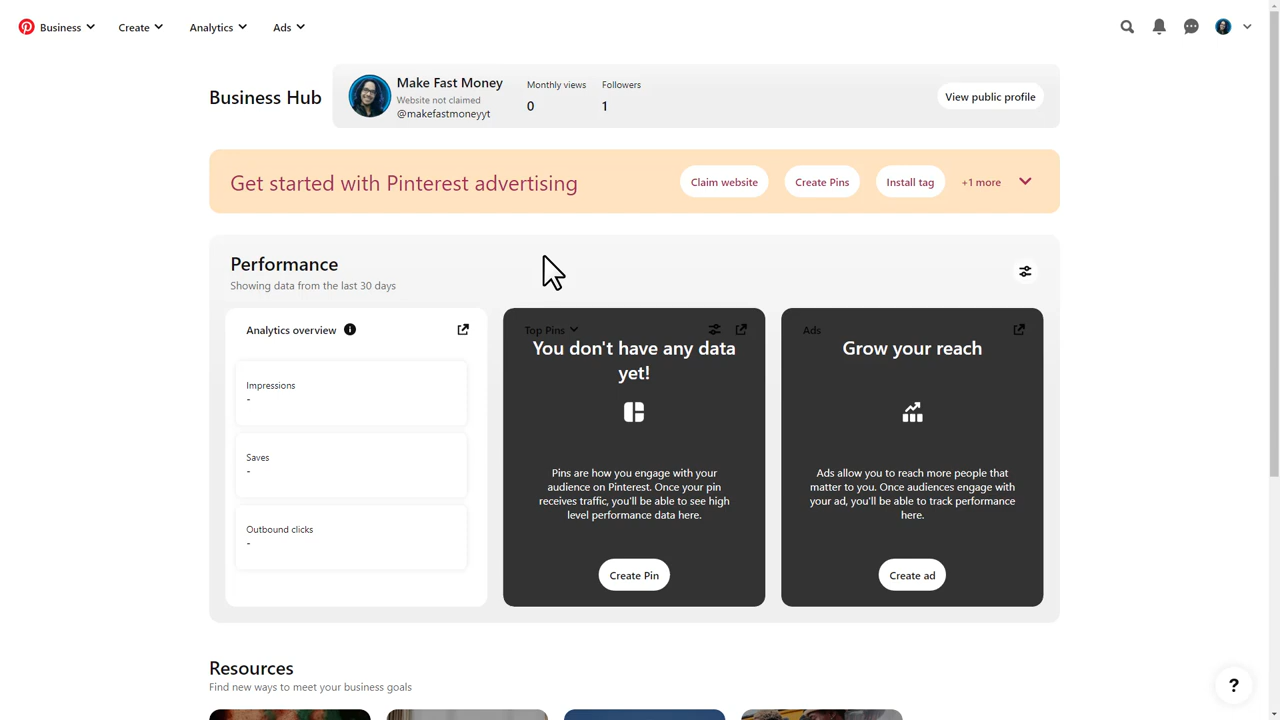 Business
Create
Analytics
Ads
Business Hub
Make Fast Money
Website not claimed
@makefastmoneyyt
Monthly views
0
Followers
1
View public profile
Get started with Pinterest advertising
Claim website
Create Pins
Install tag
+1 more
Performance
Showing data from the last 30 days
Analytics overview
Impressions
-
Saves
-
Outbound clicks
-
Top Pins
You don't have any data
yet!
Pins are how you engage with your
audience on Pinterest. Once your pin
receives traffic, you'll be able to see high
level performance data here.
Create Pin
Ads
Grow your reach
Ads allow you to reach more people that
matter to you. Once audiences engage with
your ad, you'll be able to track performance
here.
Create ad
Resources
Find new ways to meet your business goals
?